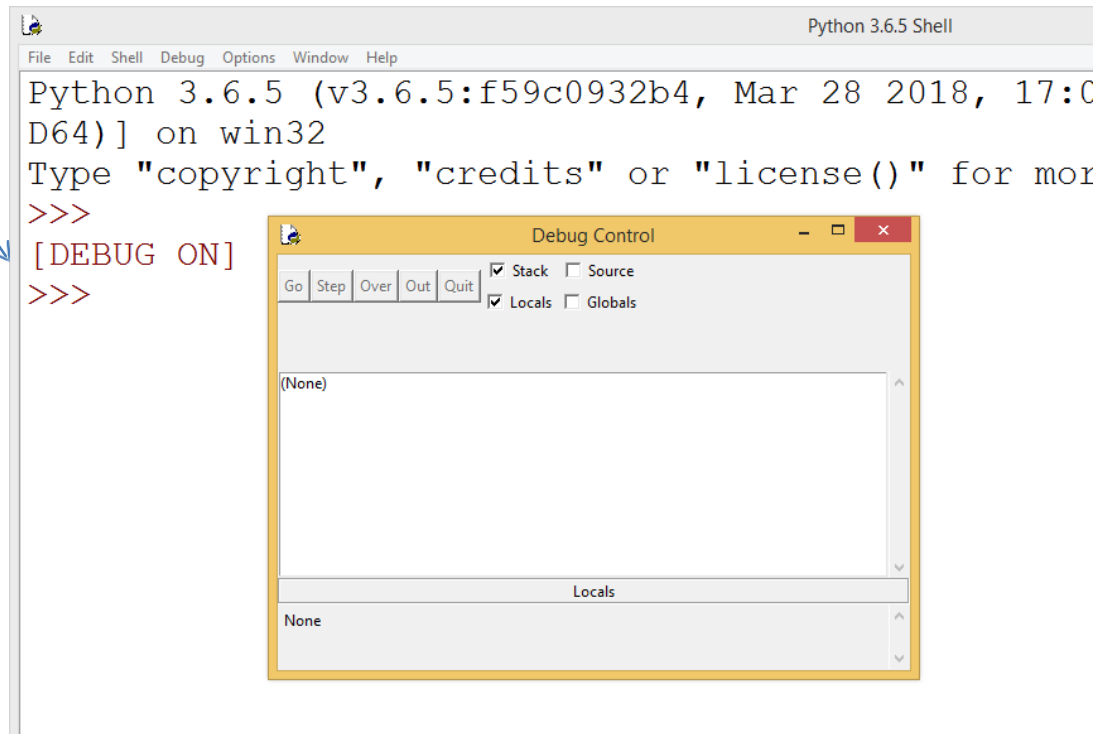 Python 3.6.5 Shell
File Edit Shell Debug Options Window Help
Python 3.6.5 (v3.6.5:f59c0932b4, Mar 28 2018, 17:0
D64)] on win32
Type "copyright", "credits" or "license()" for mor
>>>
[DEBUG ON]
>>>
Debug Control
Go Step Over Out Quit
Stack Source
Locals Globals
(None)
Locals
None